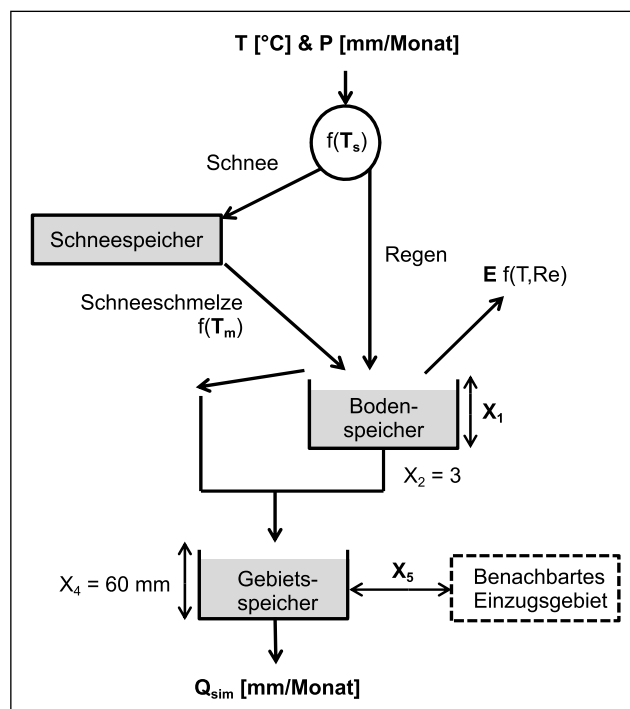 T [°C] & P [mm/Monat]
f(Ts)
Schnee
Schneespeicher
Regen
E f(T,Re)
Schneeschmelze
f(Tm)
Boden-
speicher
X1
X2 = 3
X4 = 60 mm
Gebiets-
speicher
X5
Benachbartes
Einzugsgebiet
Qsim [mm/Monat]